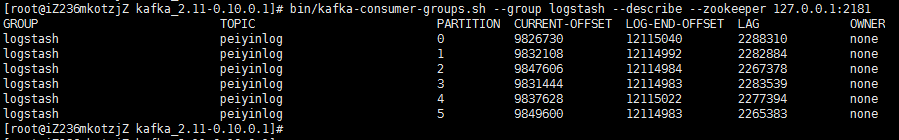 [root@iZ236mkotzjZ kafka_2.11-0.10.0.1]# bin/kafka-consumer-groups.sh --group logstash --describe --zookeeper 127.0.0.1:2181
GROUP TOPIC PARTITION CURRENT-OFFSET LOG-END-OFFSET LAG OWNER
logstash peiyinlog 0 9826730 12115040 2288310 none
logstash peiyinlog 1 9832108 12114992 2282884 none
logstash peiyinlog 2 9847606 12114984 2267378 none
logstash peiyinlog 3 9831444 12114983 2283539 none
logstash peiyinlog 4 9837628 12115022 2277394 none
logstash peiyinlog 5 9849600 12114983 2265383 none
[root@iZ236mkotzjZ kafka_2.11-0.10.0.1]#